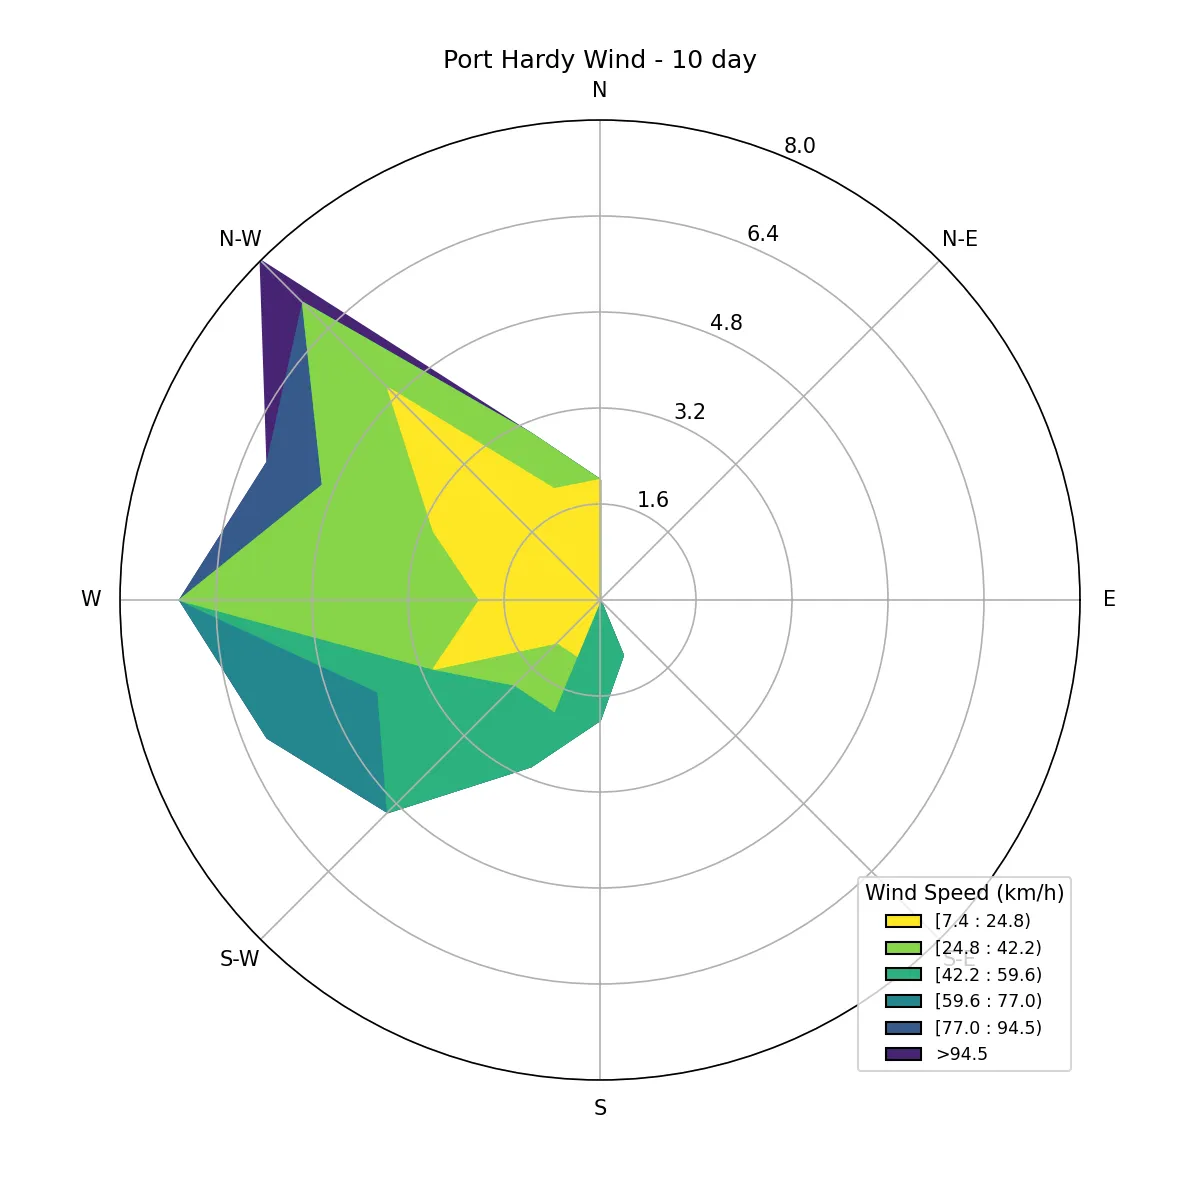 Port Hardy Wind - 10 day
N
8.0
N-W
N-E
6.4
4.8
3.2
1.6
W
E
Wind Speed (km/h)
[7.4 : 24.8)
[24.8 : 42.2)
S-W
S-E
[42.2 : 59.6)
[59.6 : 77.0)
[77.0 : 94.5)
>94.5
S